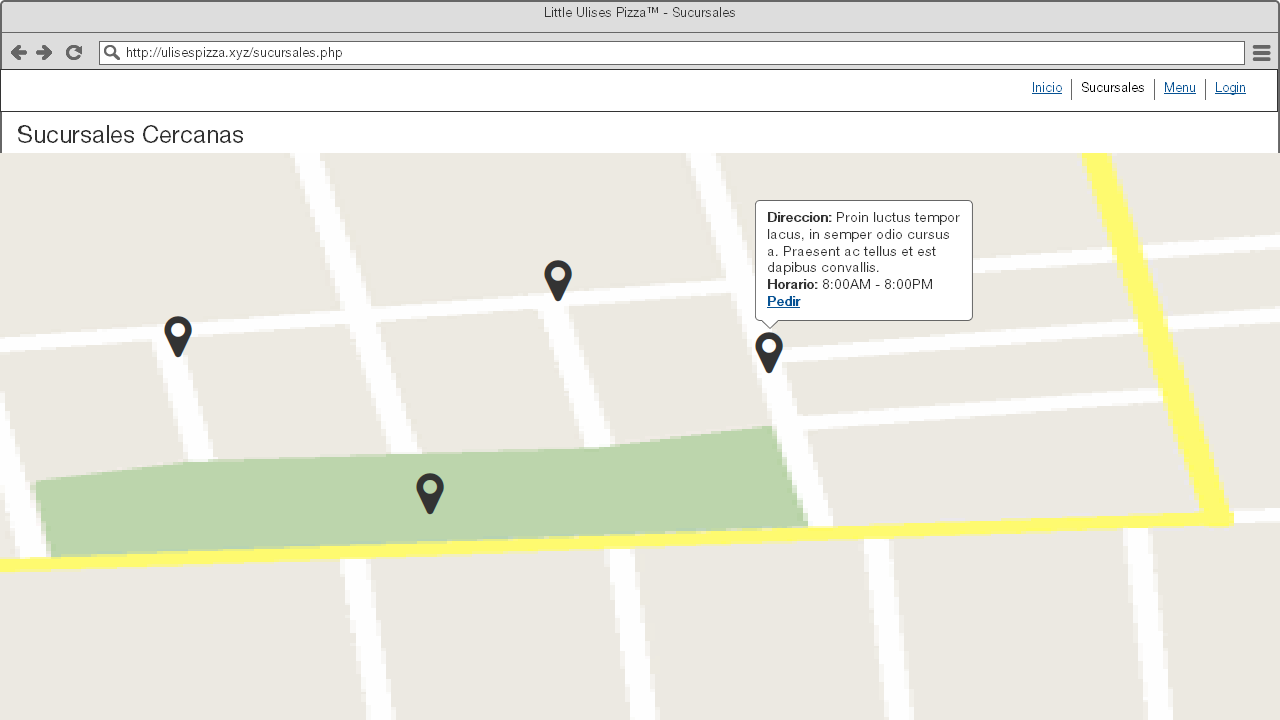 Little Ulises Pizza™ - Sucursales
http://ulisespizza.xyz/sucursales.php
Inicio
Sucursales
Menu
Login
Sucursales Cercanas
Direccion: Proin luctus tempor
lacus, in semper odio cursus
a. Praesent ac tellus et est
dapibus convallis.
Horario: 8:00AM - 8:00PM
Pedir